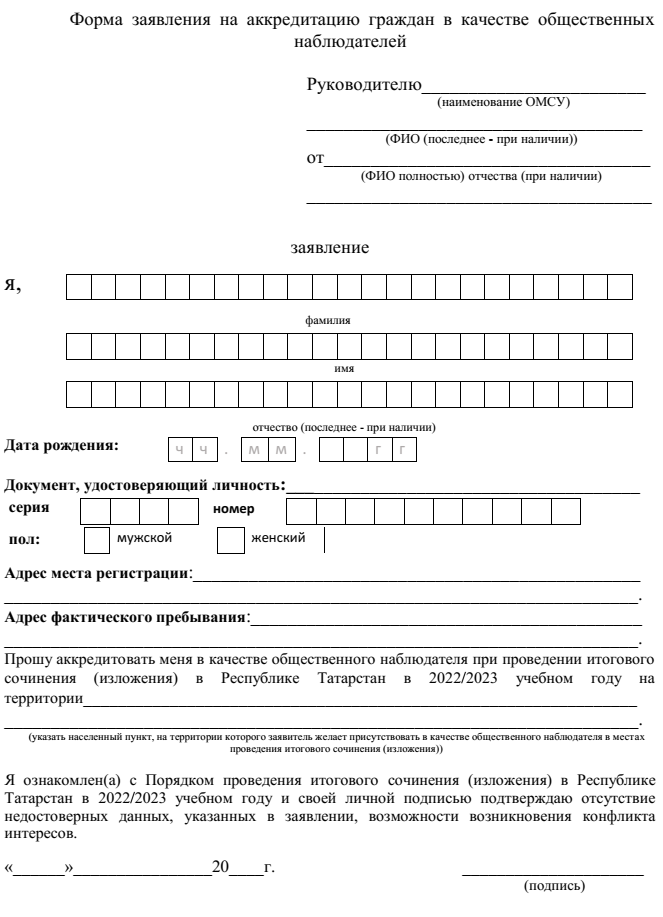 Форма заявления на аккредитацию граждан в качестве общественных
наблюдателей
Руководителю
(наименование ОМСУ)
(ФИО (последнее - при наличии))
от
(ФИО полностью) отчества (при наличии)
заявление
Я,
фамилия
имя
отчество (последнее - при наличии)
Дата рождения: ч ч . м м . г г
Документ, удостоверяющий личность:
серия номер
пол: мужской женский
Адрес места регистрации:
.
Адрес фактического пребывания:
.
Прошу аккредитовать меня в качестве общественного наблюдателя при проведении итогового
сочинения (изложения) в Республике Татарстан в 2022/2023 учебном году на
территории
.
(указать населенный пункт, на территории которого заявитель желает присутствовать в качестве общественного наблюдателя в местах
проведения итогового сочинения (изложения))
Я ознакомлен(а) с Порядком проведения итогового сочинения (изложения) в Республике
Татарстан в 2022/2023 учебном году и своей личной подписью подтверждаю отсутствие
недостоверных данных, указанных в заявлении, возможности возникновения конфликта
интересов.
«______»________________20____г.
(подпись)